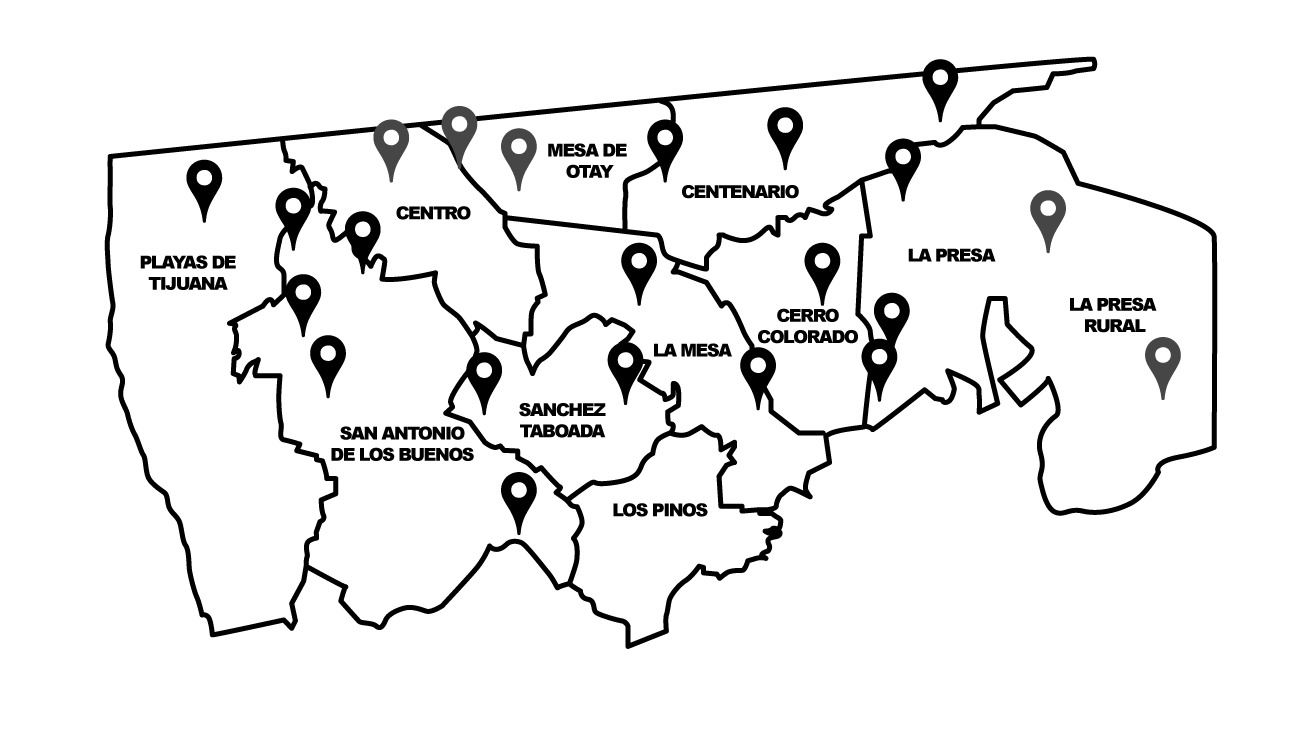 MESA DE
OTAY
CENTENARIO
CENTRO
PLAYAS DE
TIJUANA
LA PRESA
LA PRESA
RURAL
CERRO
COLORADO
LA MESA
SANCHEZ
TABOADA
SAN ANTONIO
DE LOS BUENOS
LOS PINOS